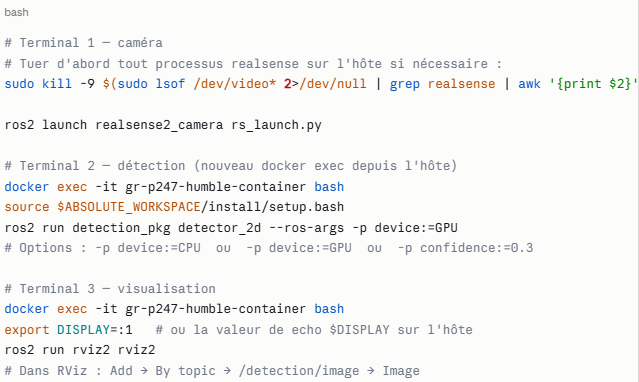 bash
# Terminal 1 — caméra
# Tuer d'abord tout processus realsense sur l'hôte si nécessaire :
sudo kill -9 $(sudo lsof /dev/video* 2>/dev/null | grep realsense | awk '{print $2}'
ros2 launch realsense2_camera rs_launch.py
# Terminal 2 — détection (nouveau docker exec depuis l'hôte)
docker exec -it gr-p247-humble-container bash
source $ABSOLUTE_WORKSPACE/install/setup.bash
ros2 run detection_pkg detector_2d --ros-args -p device:=GPU
# Options : -p device:=CPU  ou  -p device:=GPU  ou  -p confidence:=0.3
# Terminal 3 — visualisation
docker exec -it gr-p247-humble-container bash
export DISPLAY=:1   # ou la valeur de echo $DISPLAY sur l'hôte
ros2 run rviz2 rviz2
# Dans RViz : Add → By topic → /detection/image → Image